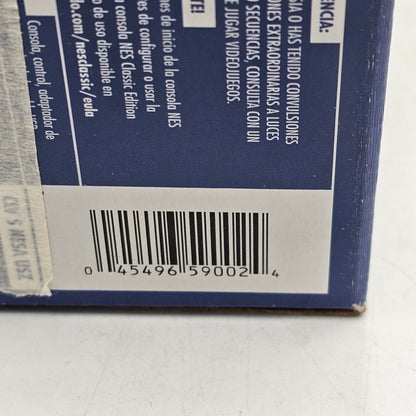 ENCIA:
SIA O HAS TENIDO CONVULSIONES
ONES EXTRAORDINARIAS A LUCES
O SECUENCIAS, CONSULTA CON UN
DE JUGAR VIDEOJUEGOS.
TE!
nes de inicio de la consola NES
es de configurar o usar la
consola NES Classic Edition
o de uso disponible en
do.com/nesclassic/eula
Consola, control, adaptador de
0 45496 59002 4